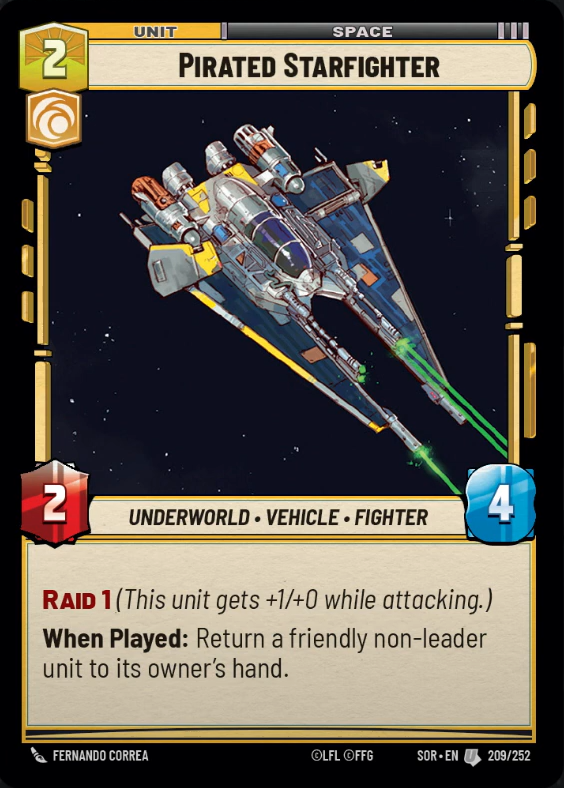 UNIT
SPACE
2
PIRATED STARFIGHTER
2
UNDERWORLD • VEHICLE • FIGHTER
4
RAID 1 (This unit gets +1/+0 while attacking.)
When Played: Return a friendly non-leader
unit to its owner's hand.
FERNANDO CORREA
©LFL ©FFG
SOR • EN U 209/252